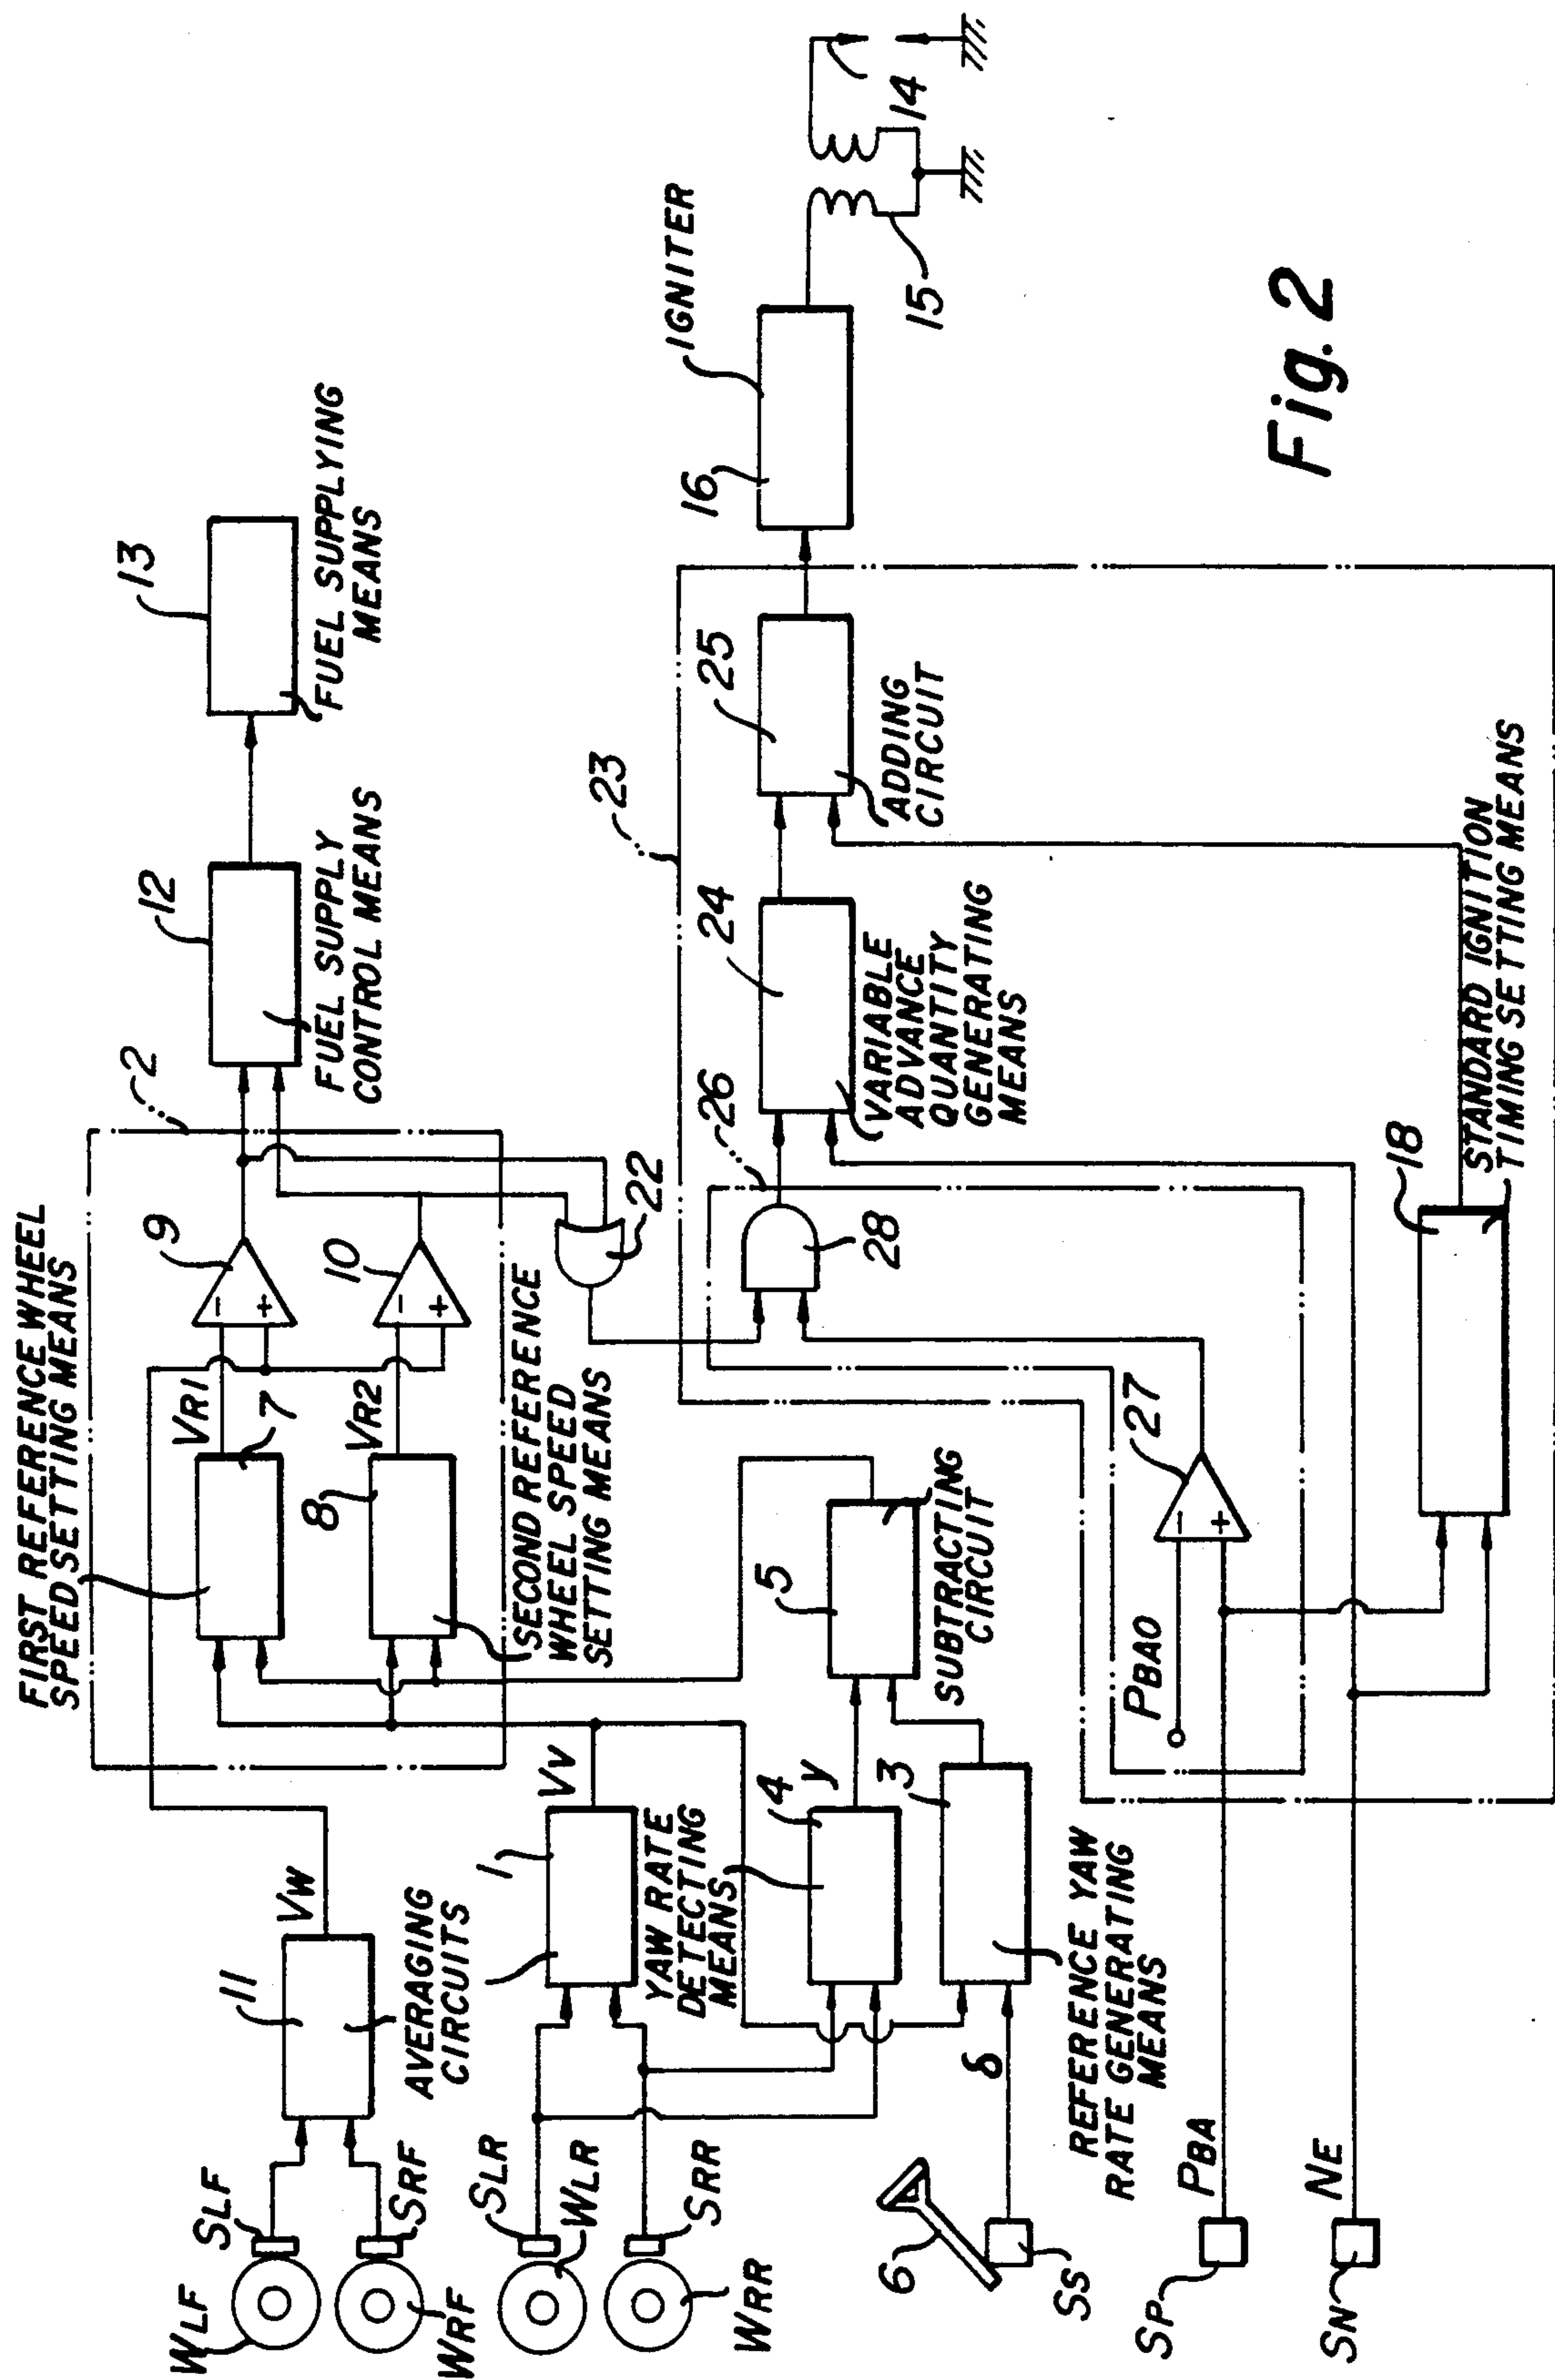 FIRST REFERENCE WHEEL
SPEED SETTING MEANS
2
12
13
VW
VR1
7
9
FUEL SUPPLY
CONTROL MEANS
FUEL SUPPLYING
MEANS
WLF
SLF
11
VR2
8
10
WRF
SRF
AVERAGING
CIRCUITS
SECOND REFERENCE
WHEEL SPEED
SETTING MEANS
22
23
SLR
WLR
1
VV
SRR
WRR
YAW RATE
DETECTING
MEANS
4
y
5
SUBTRACTING
CIRCUIT
26
28
24
VARIABLE
ADVANCE
QUANTITY
GENERATING
MEANS
25
ADDING
CIRCUIT
16
IGNITER
14
15
6
SS
δ
3
REFERENCE YAW
RATE GENERATING
MEANS
PBAO
27
SP
PBA
SN
NE
18
STANDARD IGNITION
TIMING SETTING MEANS
Fig. 2